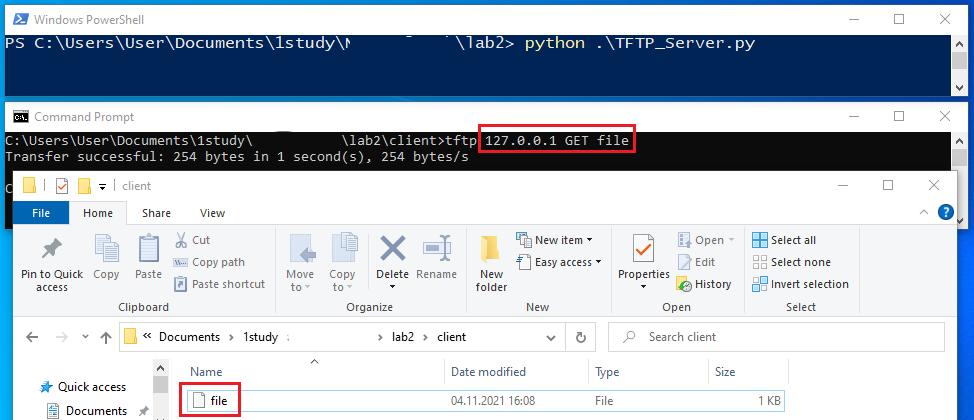 Windows PowerShell
PS C:\Users\User\Documents\1study\ \lab2> python .\TFTP_Server.py
Command Prompt
C:\Users\User\Documents\1study\ \lab2\client>tftp 127.0.0.1 GET file
Transfer successful: 254 bytes in 1 second(s), 254 bytes/s
client
File Home Share View
Pin to Quick access
Copy
Paste
Cut
Copy path
Paste shortcut
Move to
Copy to
Delete
Rename
New folder
New item
Easy access
Properties
Open
Edit
History
Select all
Select none
Invert selection
Clipboard Organize New Open Select
« Documents > 1study > lab2 > client
Search client
Name Date modified Type Size
Quick access
file 04.11.2021 16:08 File 1 KB
Documents